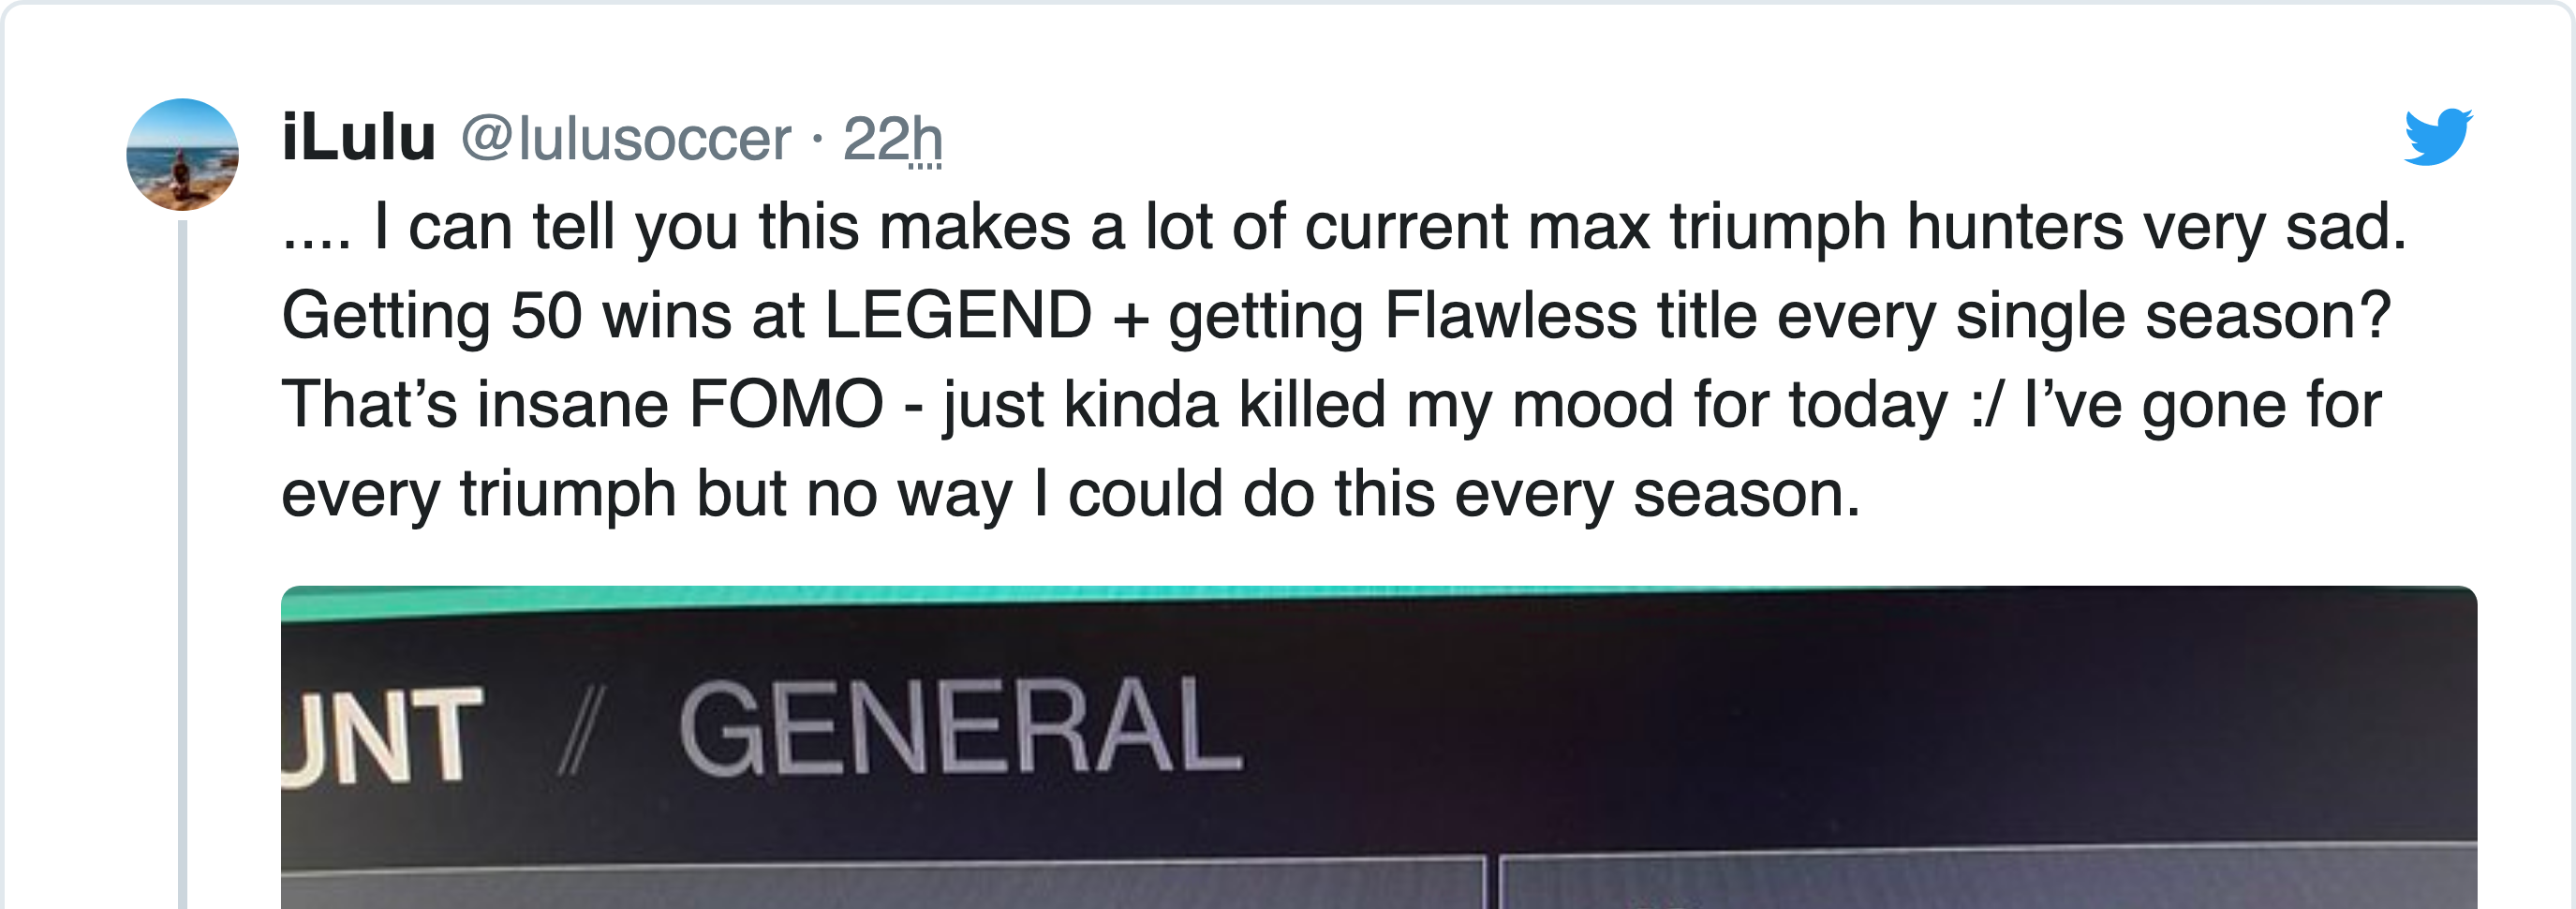 iLulu @lulusoccer · 22h
.... I can tell you this makes a lot of current max triumph hunters very sad.
Getting 50 wins at LEGEND + getting Flawless title every single season?
That’s insane FOMO - just kinda killed my mood for today :/ I’ve gone for
every triumph but no way I could do this every season.
UNT // GENERAL